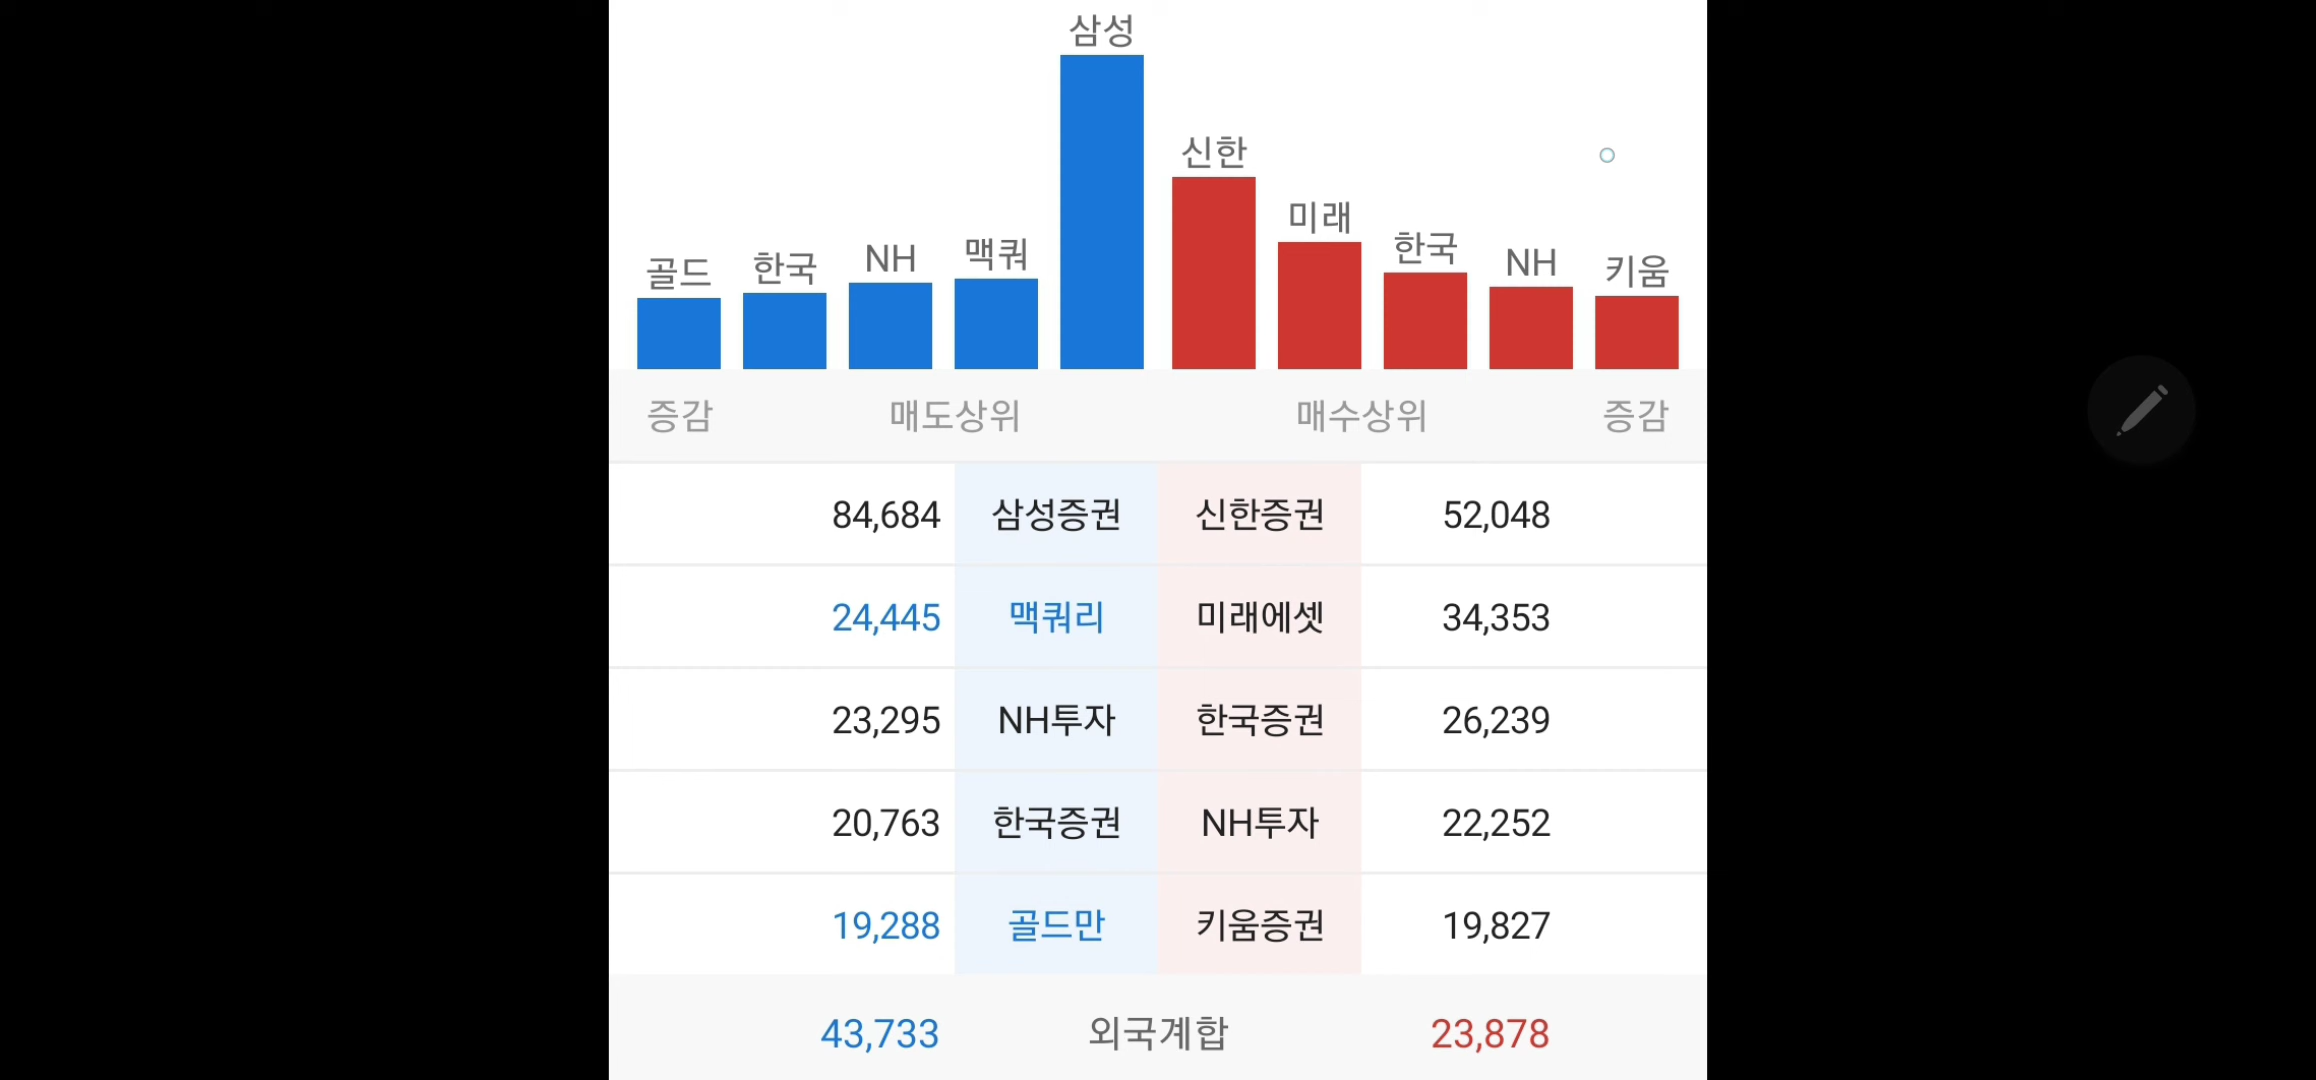 삼성
신한
미래
한국
NH
키움
맥쿼
NH
한국
골드
증감 매도상위 매수상위 증감
84,684 삼성증권 신한증권 52,048
24,445 맥쿼리 미래에셋 34,353
23,295 NH투자 한국증권 26,239
20,763 한국증권 NH투자 22,252
19,288 골드만 키움증권 19,827
43,733 외국계합 23,878